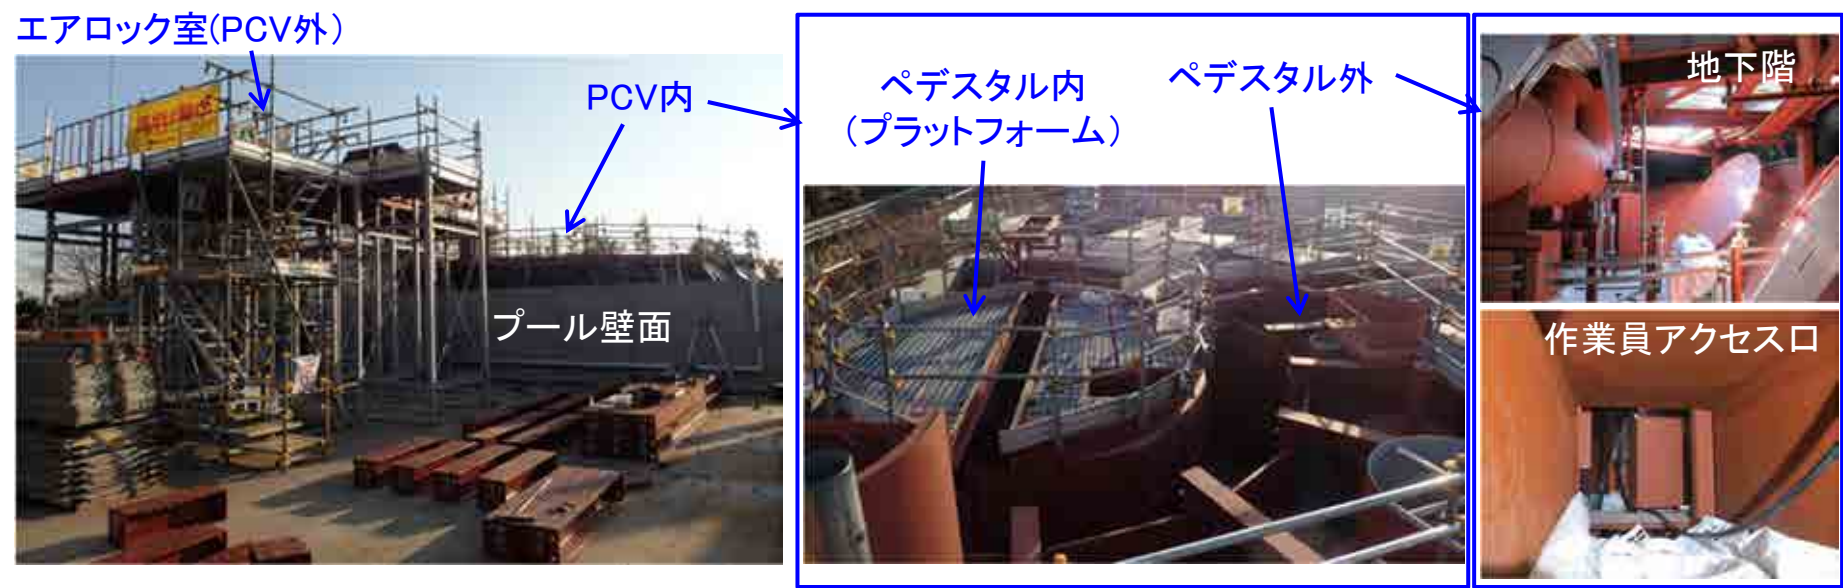 エアロック室(PCV外)
PCV内
プール壁面
ペデスタル内
(プラットフォーム)
ペデスタル外
地下階
作業員アクセス口